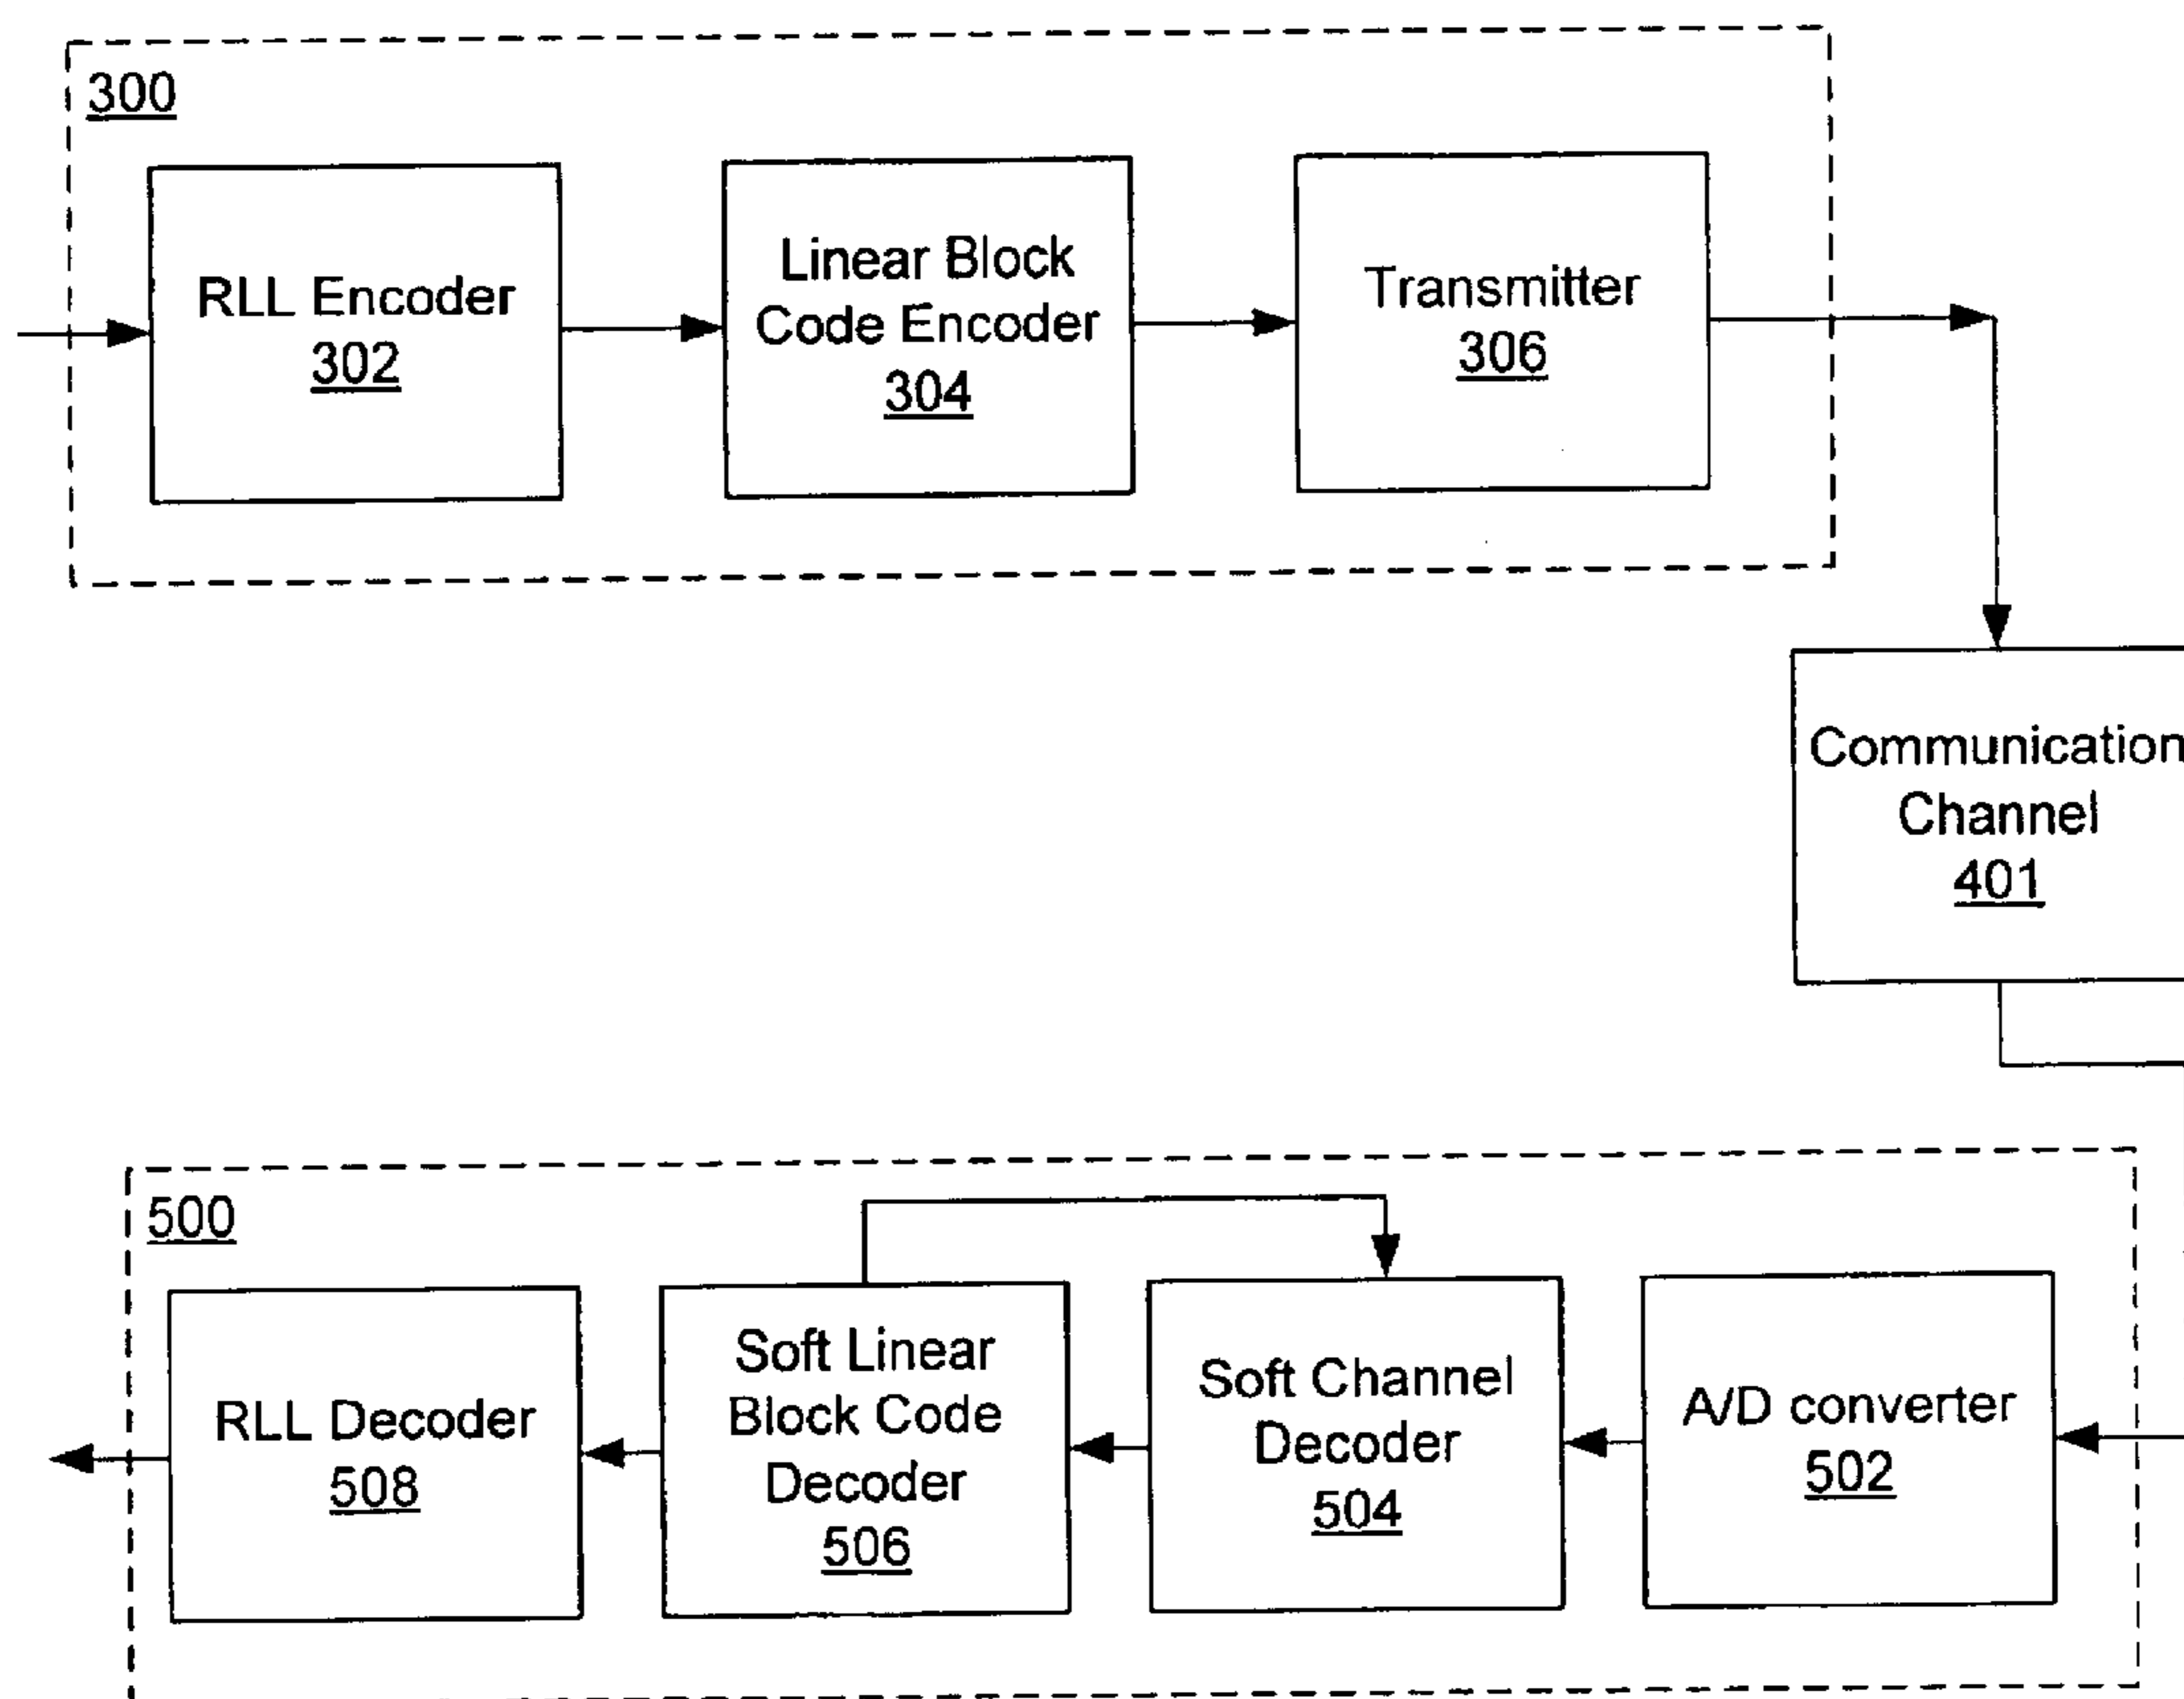 300
RLL Encoder
302
Linear Block
Code Encoder
304
Transmitter
306
Communication
Channel
401
500
RLL Decoder
508
Soft Linear
Block Code
Decoder
506
Soft Channel
Decoder
504
A/D converter
502